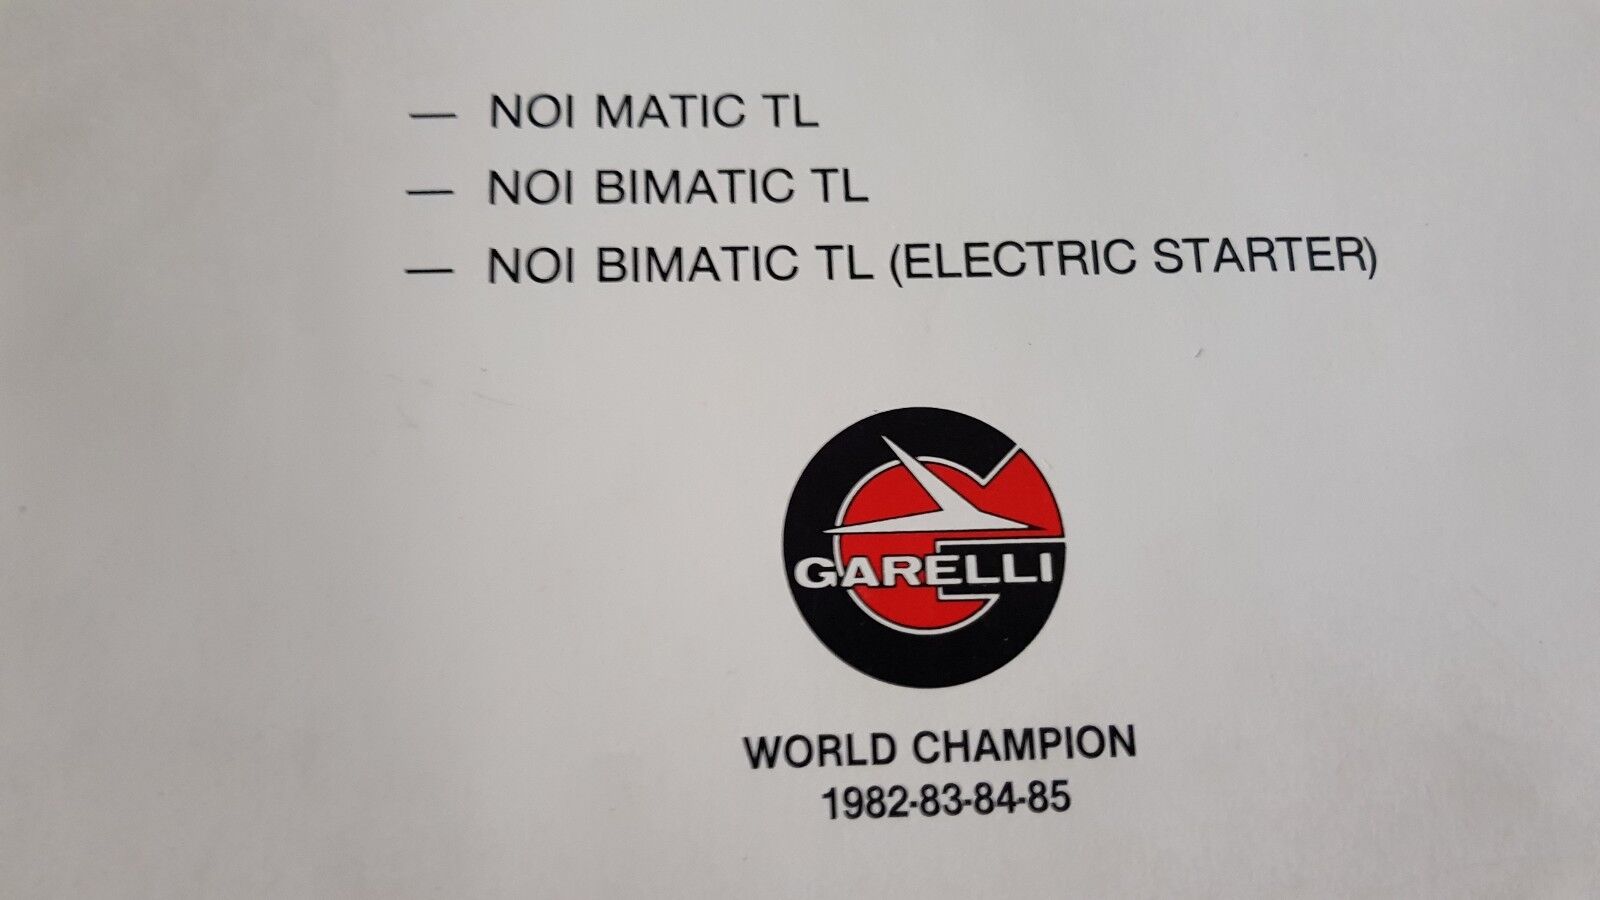 — NOI MATIC TL
— NOI BIMATIC TL
— NOI BIMATIC TL (ELECTRIC STARTER)
GARELLI
WORLD CHAMPION
1982-83-84-85